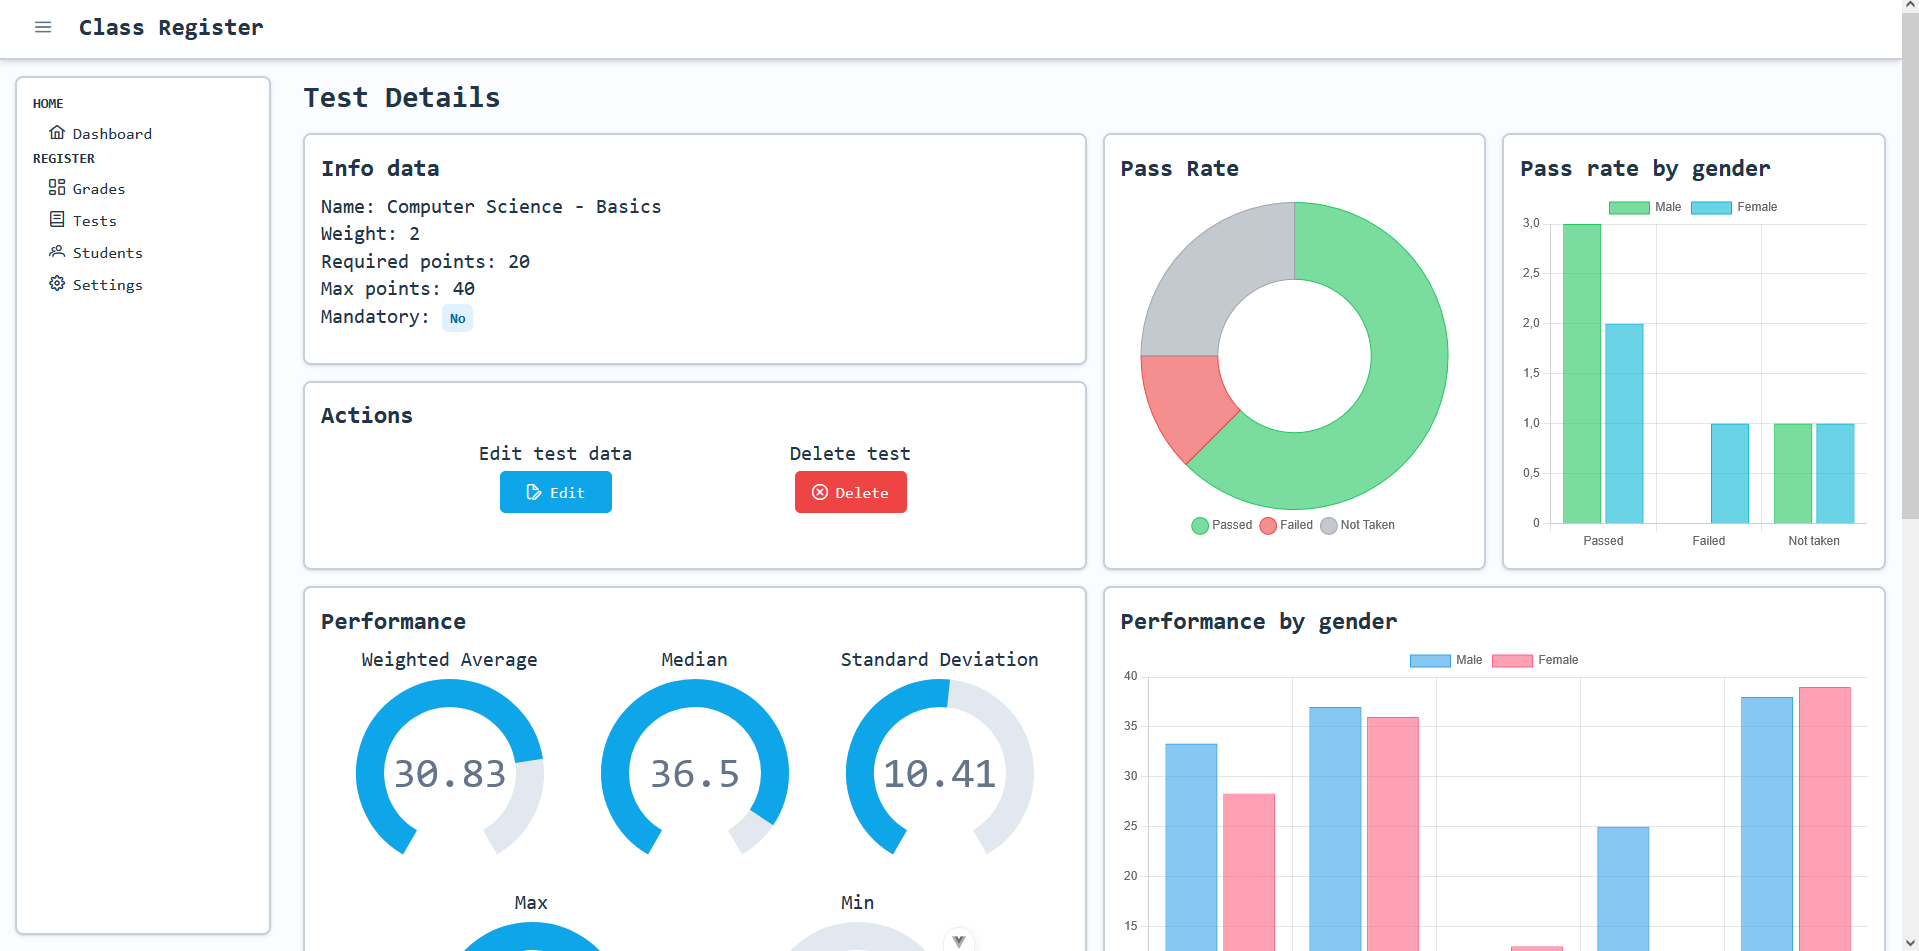 Class Register
HOME
Dashboard
REGISTER
Grades
Tests
Students
Settings
Test Details
Info data
Name: Computer Science - Basics
Weight: 2
Required points: 20
Max points: 40
Mandatory: No
Actions
Edit test data
Edit
Delete test
Delete
Pass Rate
Passed Failed Not Taken
Pass rate by gender
Male Female
3,0
2,5
2,0
1,5
1,0
0,5
0
Passed Failed Not taken
Performance
Weighted Average
30.83
Median
36.5
Standard Deviation
10.41
Max
Min
Performance by gender
Male Female
40
35
30
25
20
15